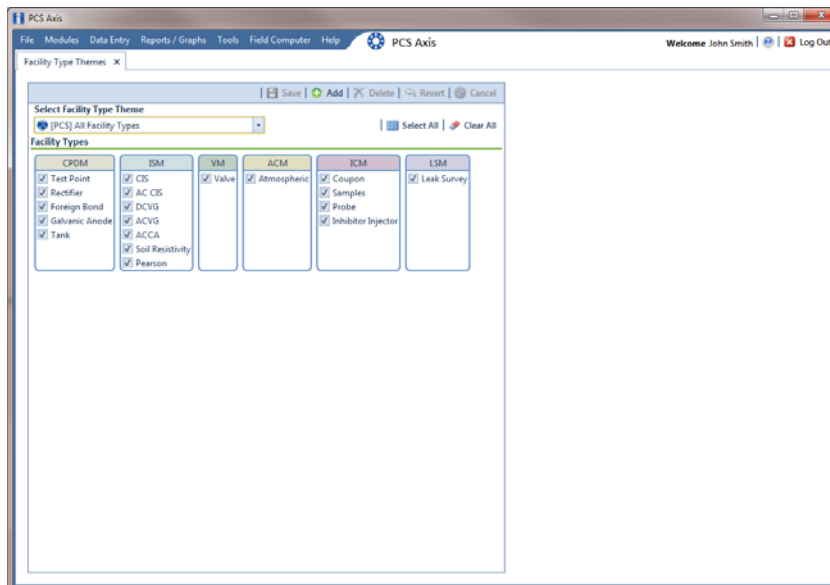 PCS Axis
File Modules Data Entry Reports / Graphs Tools Field Computer Help PCS Axis Welcome John Smith | | Log Out
Facility Type Themes
| Save | Add | Delete | Revert | Cancel
Select Facility Type Theme
[PCS] All Facility Types | Select All | Clear All
Facility Types
CPDM ISM VM ACM ICM LSM
Test Point CIS Valve Atmospheric Coupon Leak Survey
Rectifier AC CIS Samples
Foreign Bond DCVG Probe
Galvanic Anode ACVG Inhibitor Injector
Tank ACCA
Soil Resistivity
Pearson